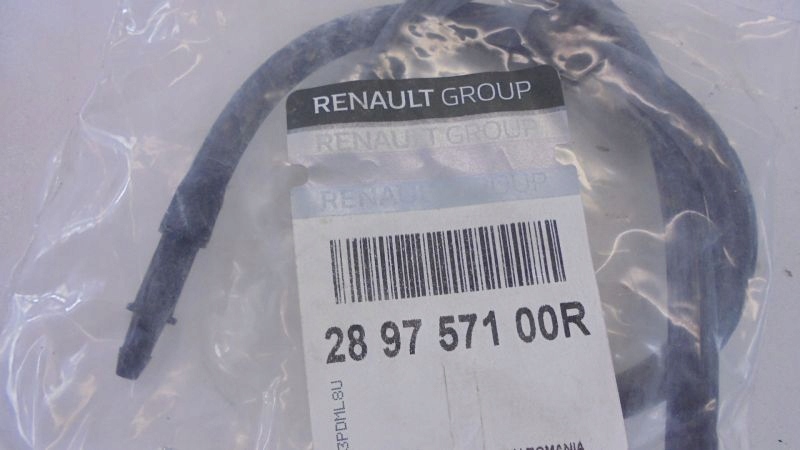 RENAULT GROUP
RENAULT GROUP
RENAULT GROUP
28 97 571 00R
3PDML8U
ROMANIA